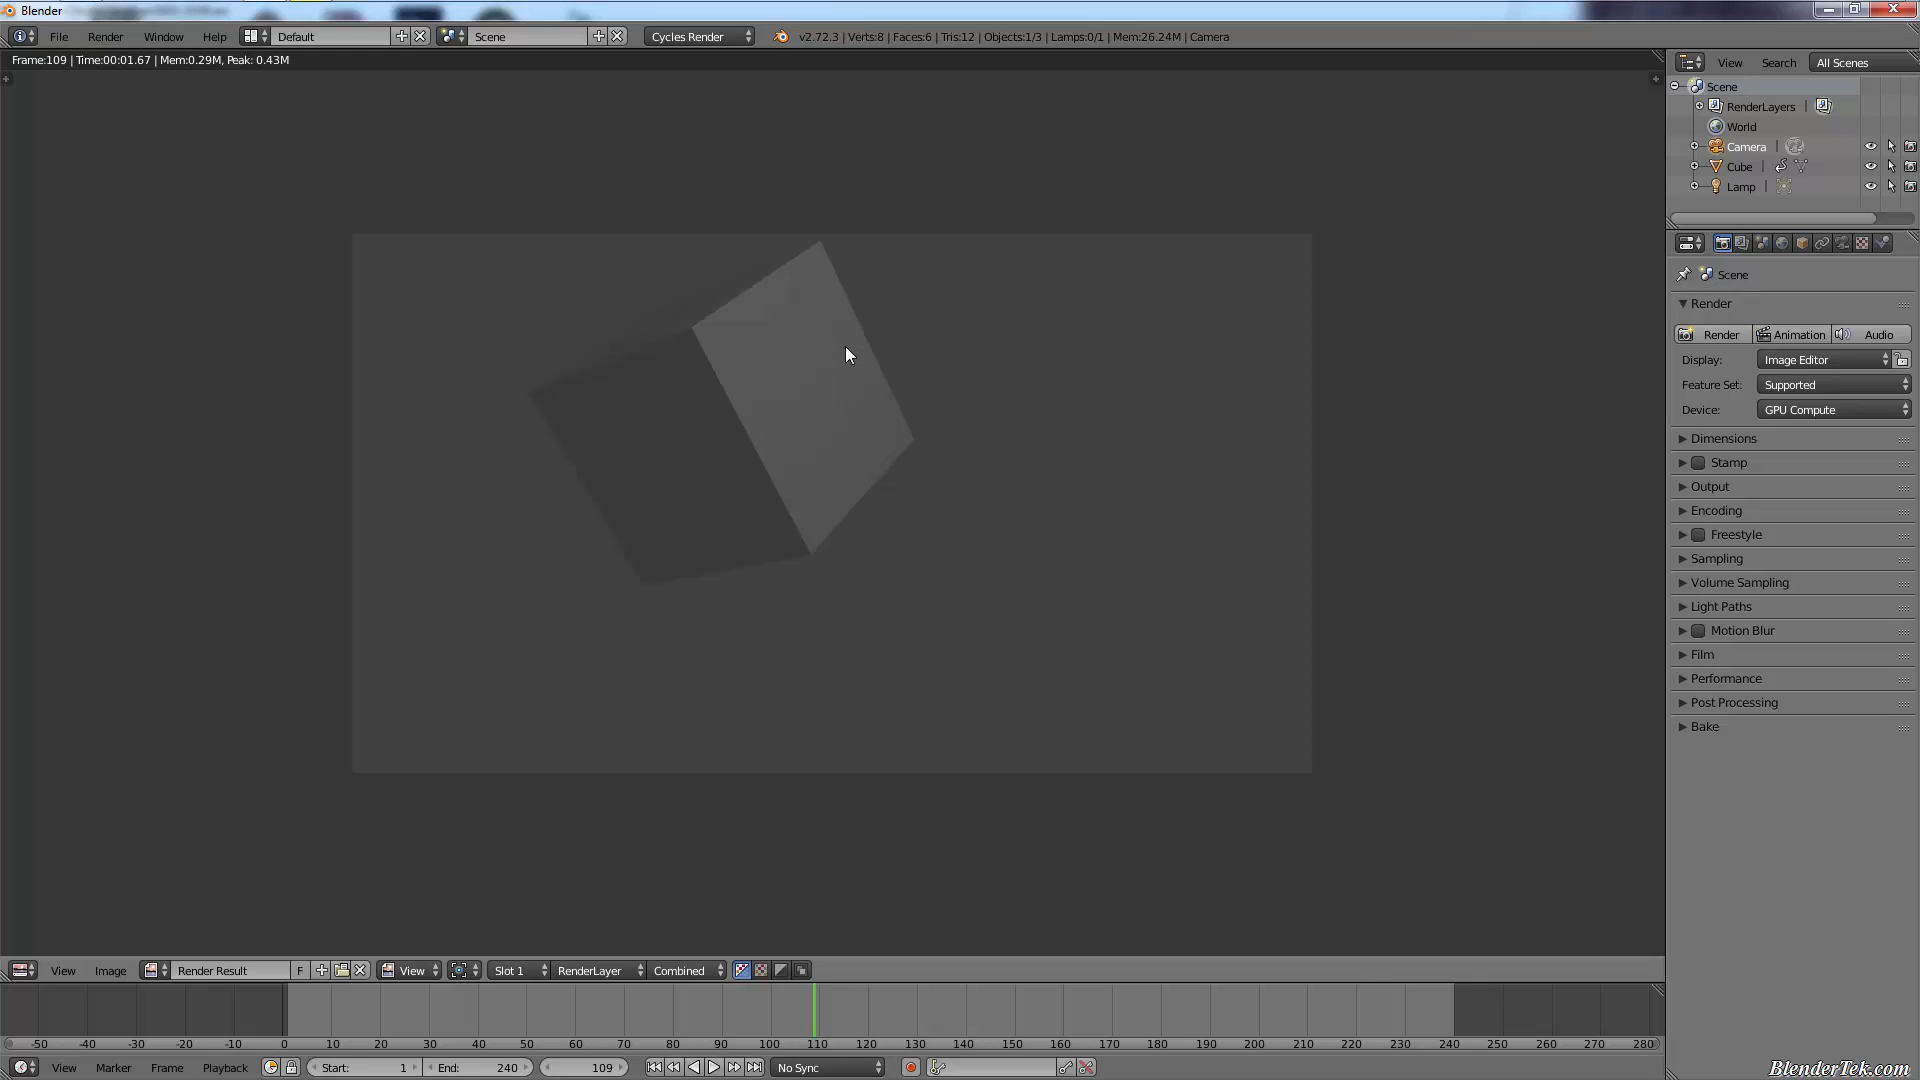 Blender
File Render Window Help Default Scene Cycles Render v2.72.3 | Verts:8 | Faces:6 | Tris:12 | Objects:1/3 | Lamps:0/1 | Mem:26.24M | Camera
Frame:109 | Time:00:01.67 | Mem:0.29M, Peak: 0.43M
View Search All Scenes
Scene
RenderLayers
World
Camera
Cube
Lamp
Scene
Render
Render Animation Audio
Display: Image Editor
Feature Set: Supported
Device: GPU Compute
Dimensions
Stamp
Output
Encoding
Freestyle
Sampling
Volume Sampling
Light Paths
Motion Blur
Film
Performance
Post Processing
Bake
View Image Render Result F View Slot 1 RenderLayer Combined
-50 -40 -30 -20 -10 0 10 20 30 40 50 60 70 80 90 100 110 120 130 140 150 160 170 180 190 200 210 220 230 240 250 260 270 280
View Marker Frame Playback Start: 1 End: 240 109 No Sync
BlenderTek.com